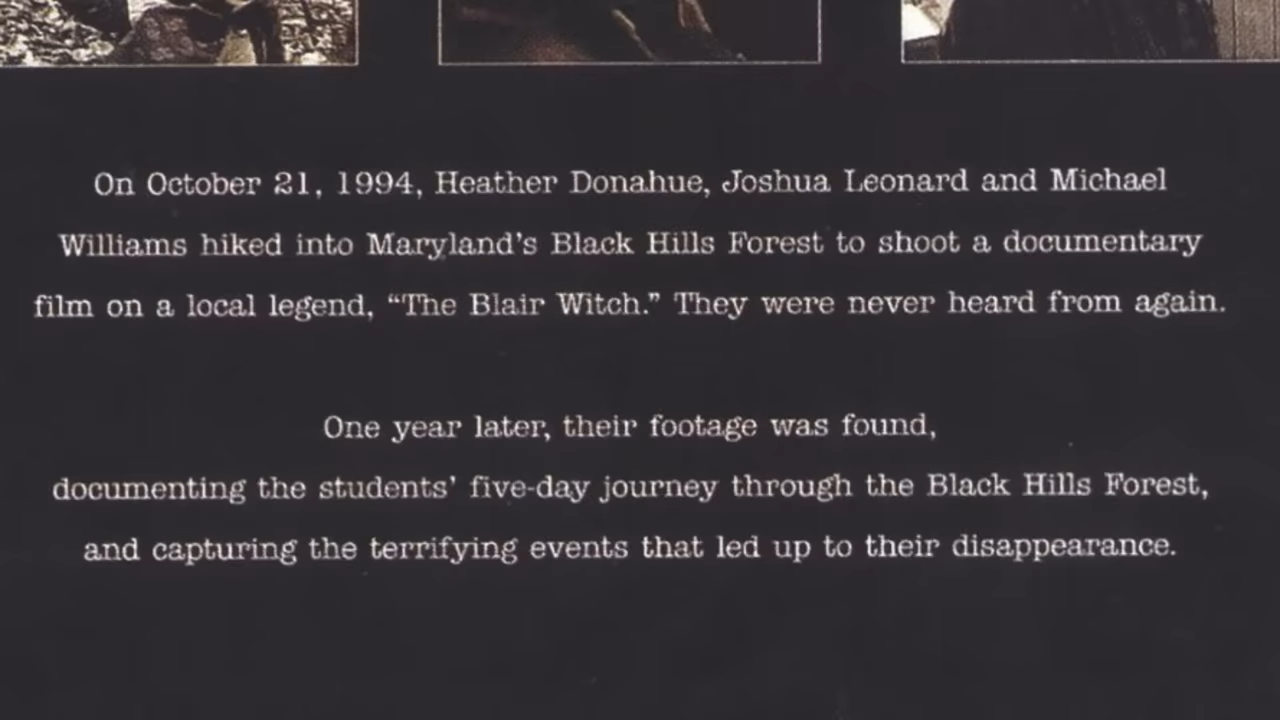 On October 21, 1994, Heather Donahue, Joshua Leonard and Michael
Williams hiked into Maryland's Black Hills Forest to shoot a documentary
film on a local legend, “The Blair Witch.” They were never heard from again.
One year later, their footage was found,
documenting the students' five-day journey through the Black Hills Forest,
and capturing the terrifying events that led up to their disappearance.